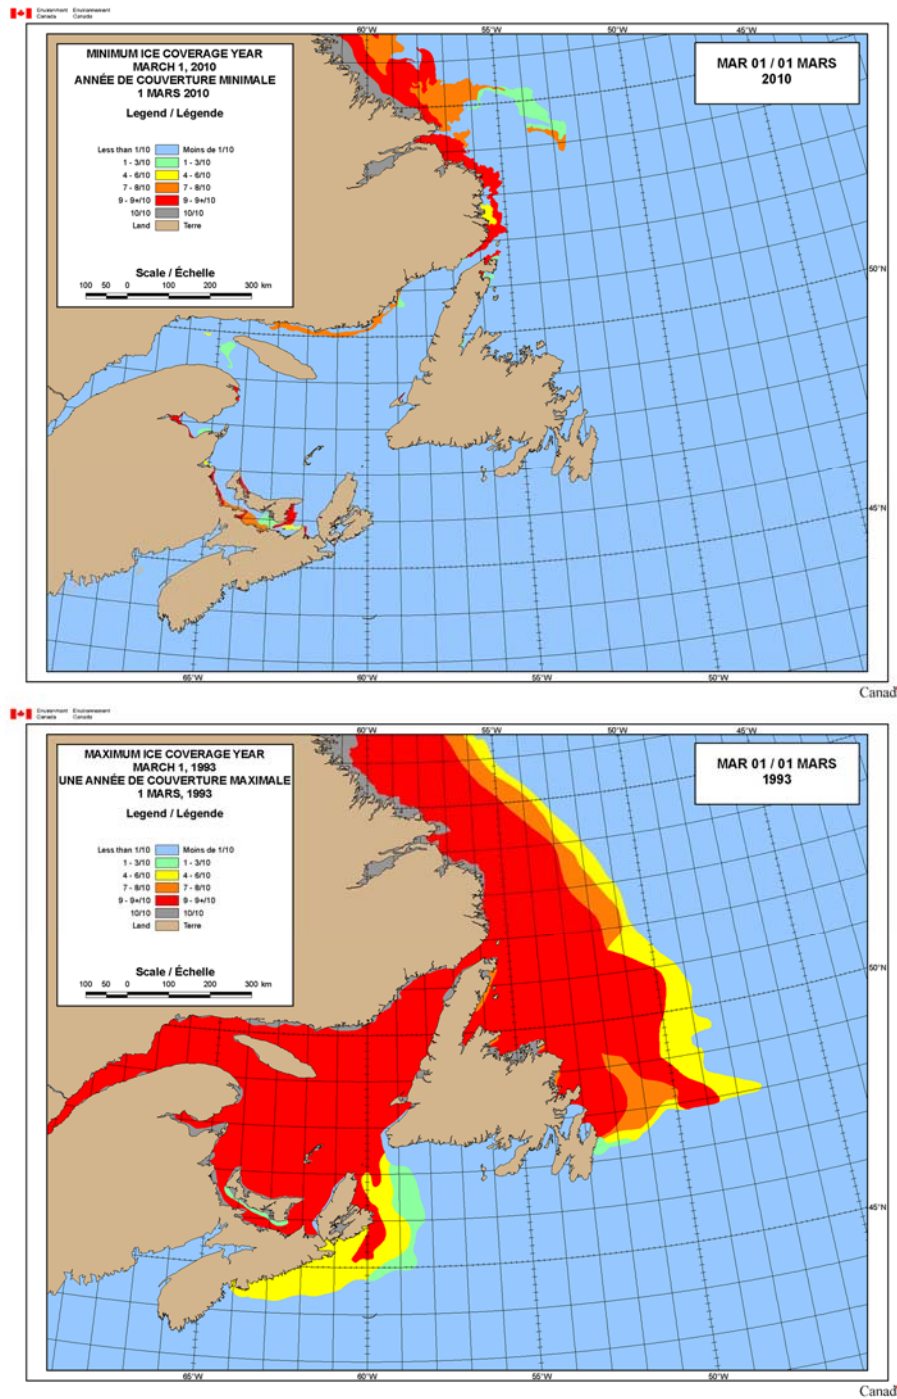 Environment Environnement
Canada Canada
60°W 55°W 50°W 45°W
MINIMUM ICE COVERAGE YEAR
MARCH 1, 2010
ANNÉE DE COUVERTURE MINIMALE
1 MARS 2010
Legend / Légende
Less than 1/10 Moins de 1/10
1 - 3/10 1 - 3/10
4 - 6/10 4 - 6/10
7 - 8/10 7 - 8/10
9 - 9+/10 9 - 9+/10
10/10 10/10
Land Terre
Scale / Échelle
100 50 0 100 200 300 km
MAR 01 / 01 MARS
2010
50°N
45°N
65°W 60°W 55°W 50°W
Canad
Environment Environnement
Canada Canada
60°W 55°W 50°W 45°W
MAXIMUM ICE COVERAGE YEAR
MARCH 1, 1993
UNE ANNÉE DE COUVERTURE MAXIMALE
1 MARS, 1993
Legend / Légende
Less than 1/10 Moins de 1/10
1 - 3/10 1 - 3/10
4 - 6/10 4 - 6/10
7 - 8/10 7 - 8/10
9 - 9+/10 9 - 9+/10
10/10 10/10
Land Terre
Scale / Échelle
100 50 0 100 200 300 km
MAR 01 / 01 MARS
1993
50°N
45°N
65°W 60°W 55°W 50°W
Canad